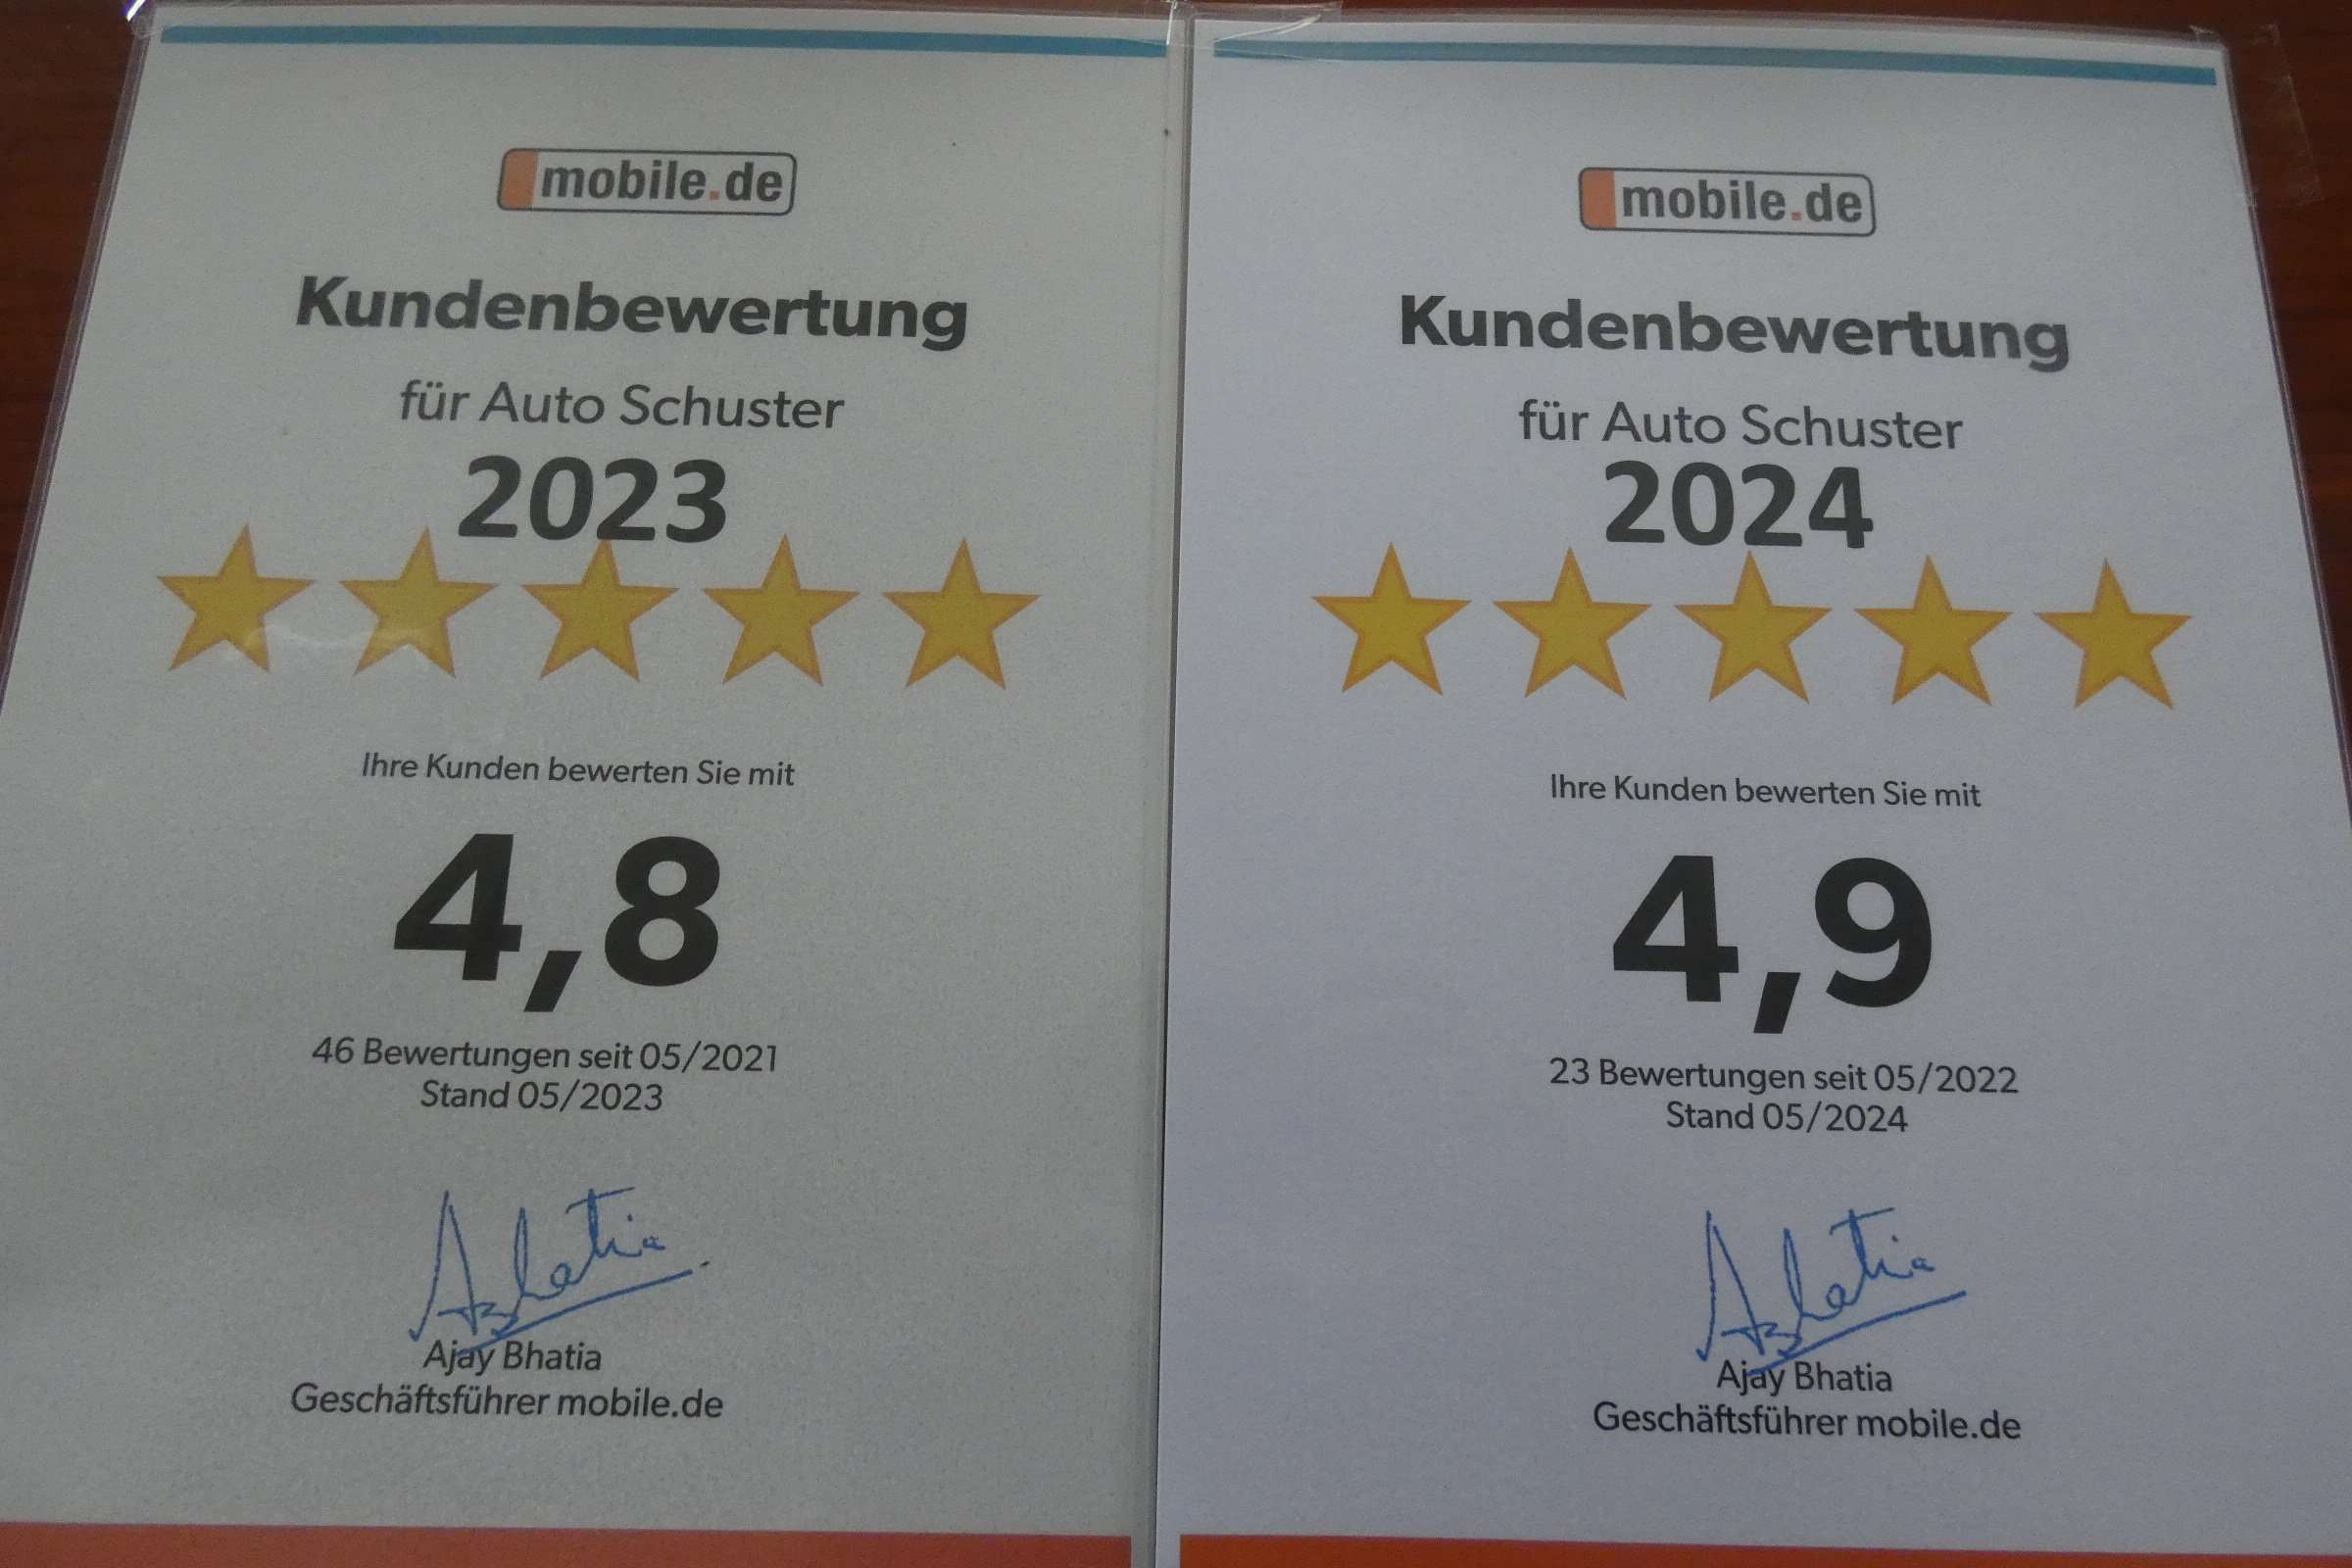 mobile.de
Kundenbewertung
für Auto Schuster
2023
Ihre Kunden bewerten Sie mit
4,8
46 Bewertungen seit 05/2021
Stand 05/2023
ABhatia
Ajay Bhatia
Geschäftsführer mobile.de
mobile.de
Kundenbewertung
für Auto Schuster
2024
Ihre Kunden bewerten Sie mit
4,9
23 Bewertungen seit 05/2022
Stand 05/2024
ABhatia
Ajay Bhatia
Geschäftsführer mobile.de